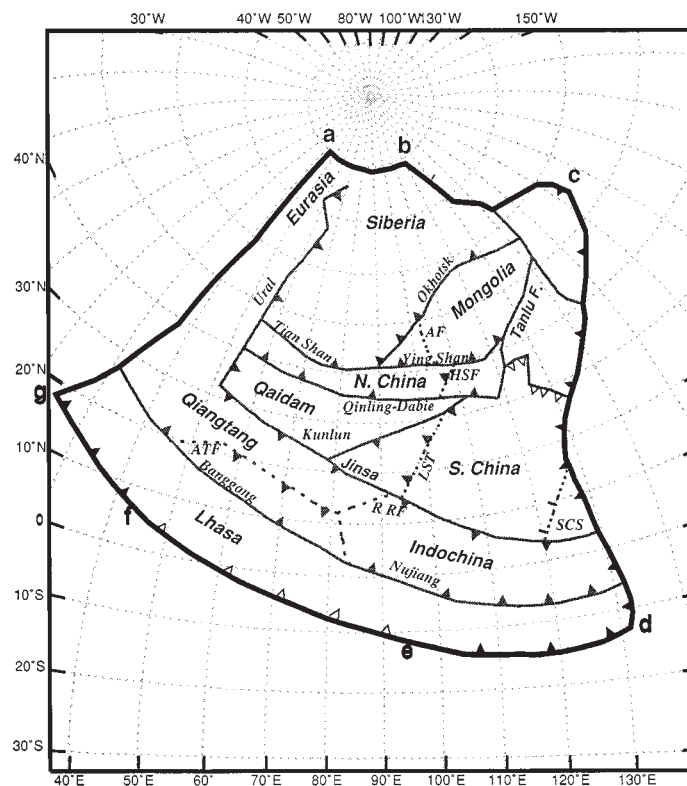 30°W 40°W 50°W 80°W 100°W 130°W 150°W
a
b
c
40°N
Eurasia
Siberia
Okhotsk
Mongolia
30°N
Ural
Tanlu F.
Tian Shan
AF
Ying Shan
20°N
N. China
HSF
g
Qaidam
Qinling-Dabie
Qiangtang
Kunlun
10°N
ATF
Jinsa
LST
S. China
Banggong
R RF
f
0
Lhasa
SCS
Indochina
Nujiang
10°S
d
e
20°S
30°S
40°E 50°E 60° 70°E 80°E 90°E 100°E 110°E 120°E 130°E